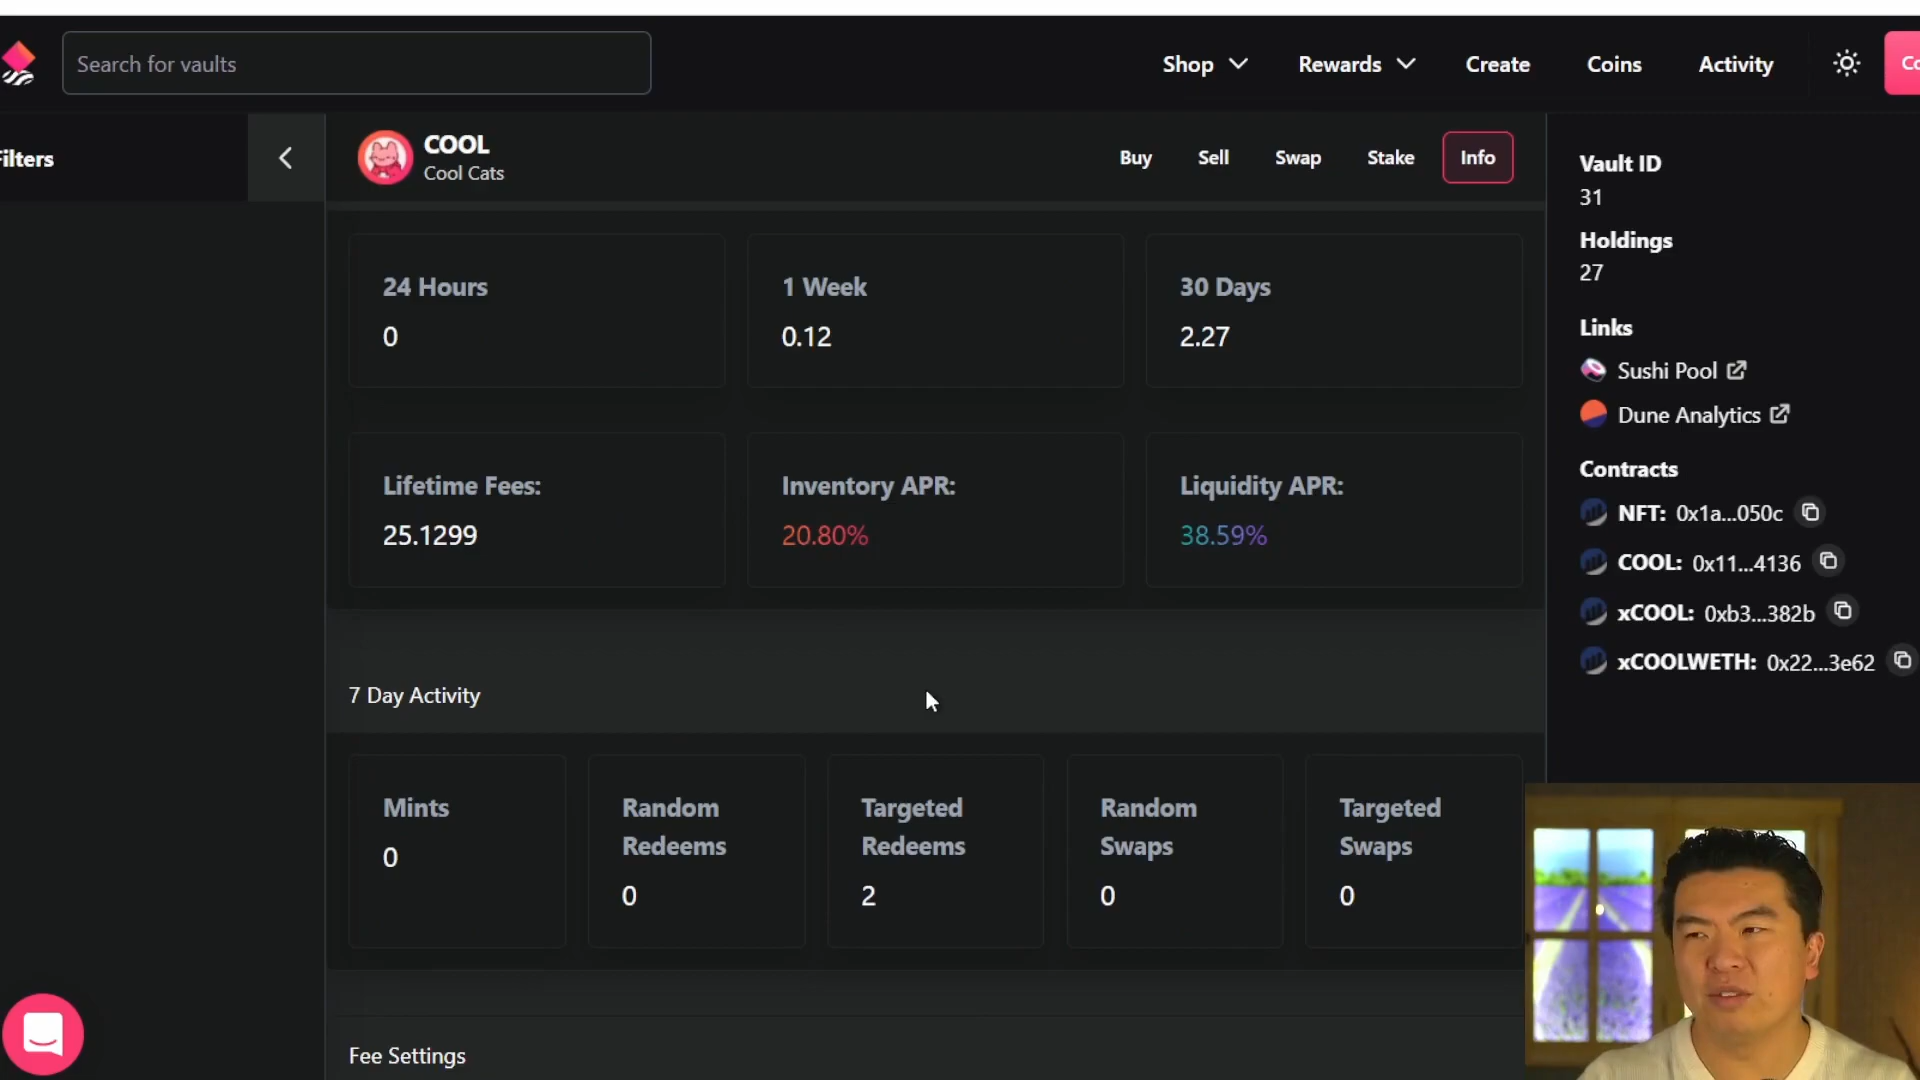 Search for vaults
Shop
Rewards
Create
Coins
Activity
Filters
COOL
Cool Cats
Buy
Sell
Swap
Stake
Info
24 Hours
0
1 Week
0.12
30 Days
2.27
Lifetime Fees:
25.1299
Inventory APR:
20.80%
Liquidity APR:
38.59%
7 Day Activity
Mints
0
Random
Redeems
0
Targeted
Redeems
2
Random
Swaps
0
Targeted
Swaps
0
Fee Settings
Vault ID
31
Holdings
27
Links
Sushi Pool
Dune Analytics
Contracts
NFT: 0x1a...050c
COOL: 0x11...4136
xCOOL: 0xb3...382b
xCOOLWETH: 0x22...3e62